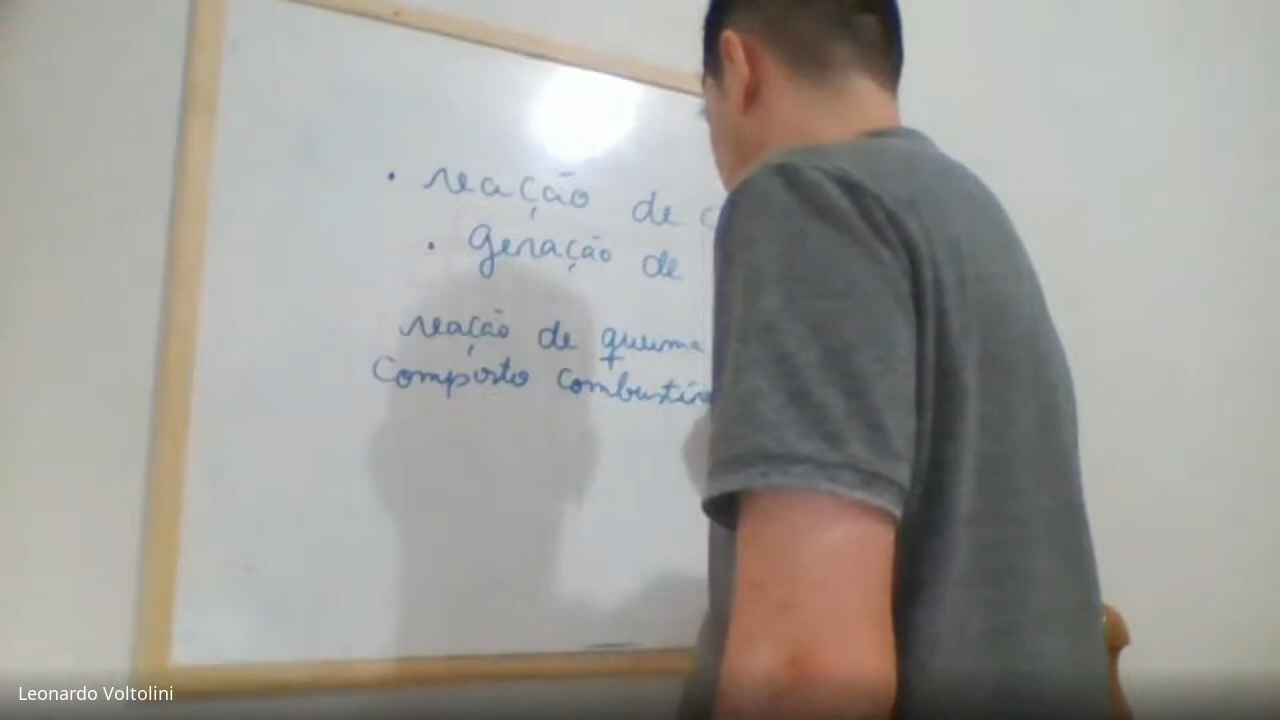 • reação de c
• Geração de
reação de queima
Composto Combustív
Leonardo Voltolini